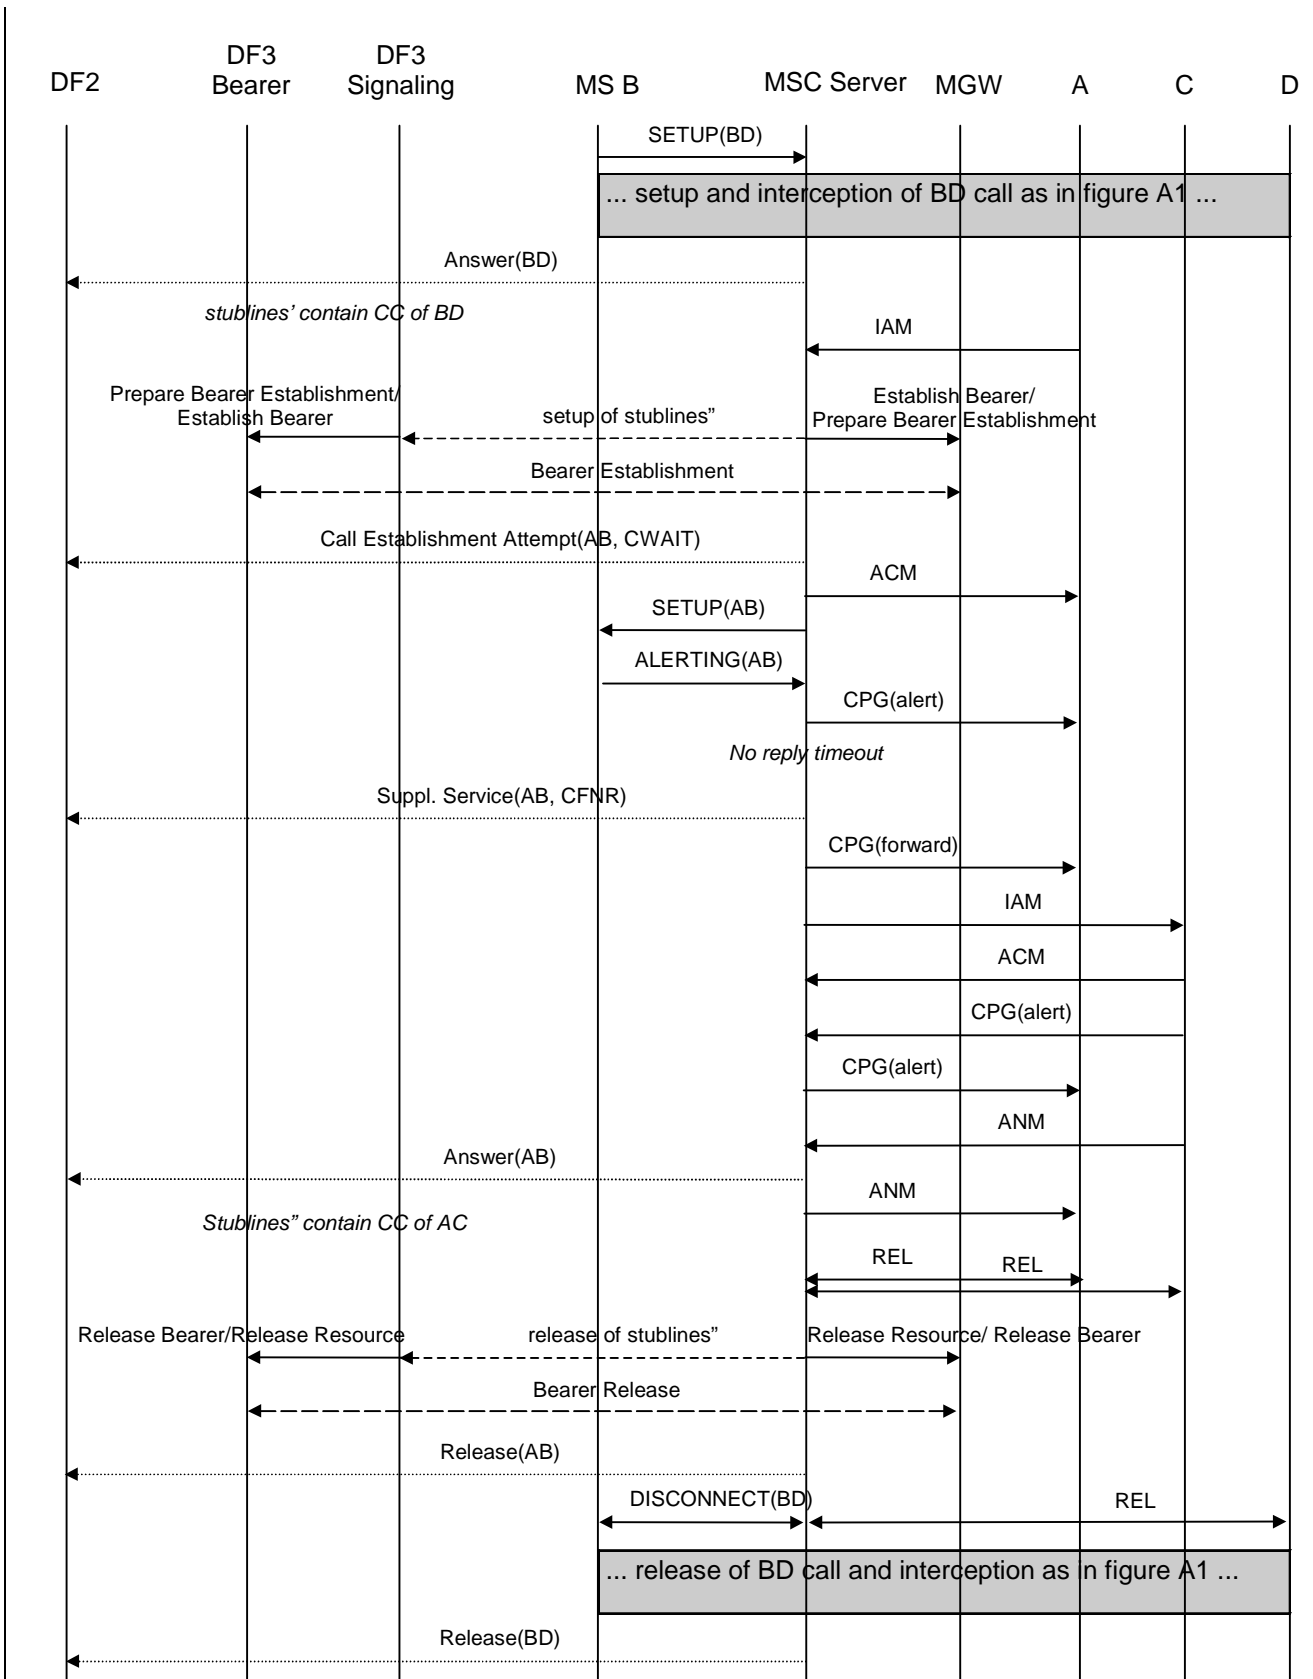 DF2
DF3
Bearer
DF3
Signaling
MS B
MSC Server
MGW
A
C
D
SETUP(BD)
... setup and interception of BD call as in figure A1 ...
Answer(BD)
stublines’ contain CC of BD
IAM
Prepare Bearer Establishment/
Establish Bearer
setup of stublines”
Establish Bearer/
Prepare Bearer Establishment
Bearer Establishment
Call Establishment Attempt(AB, CWAIT)
ACM
SETUP(AB)
ALERTING(AB)
CPG(alert)
No reply timeout
Suppl. Service(AB, CFNR)
CPG(forward)
IAM
ACM
CPG(alert)
CPG(alert)
ANM
Answer(AB)
ANM
Stublines” contain CC of AC
REL
REL
Release Bearer/Release Resource
release of stublines”
Release Resource/ Release Bearer
Bearer Release
Release(AB)
DISCONNECT(BD)
REL
... release of BD call and interception as in figure A1 ...
Release(BD)